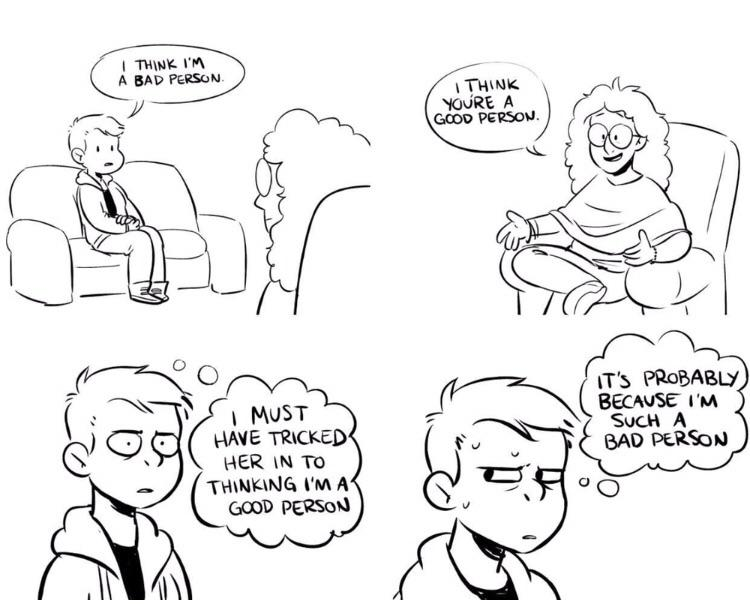 I THINK I'M
A BAD PERSON.
I THINK
YOU'RE A
GOOD PERSON.
I MUST
HAVE TRICKED
HER IN TO
THINKING I'M A
GOOD PERSON
IT'S PROBABLY
BECAUSE I'M
SUCH A
BAD PERSON